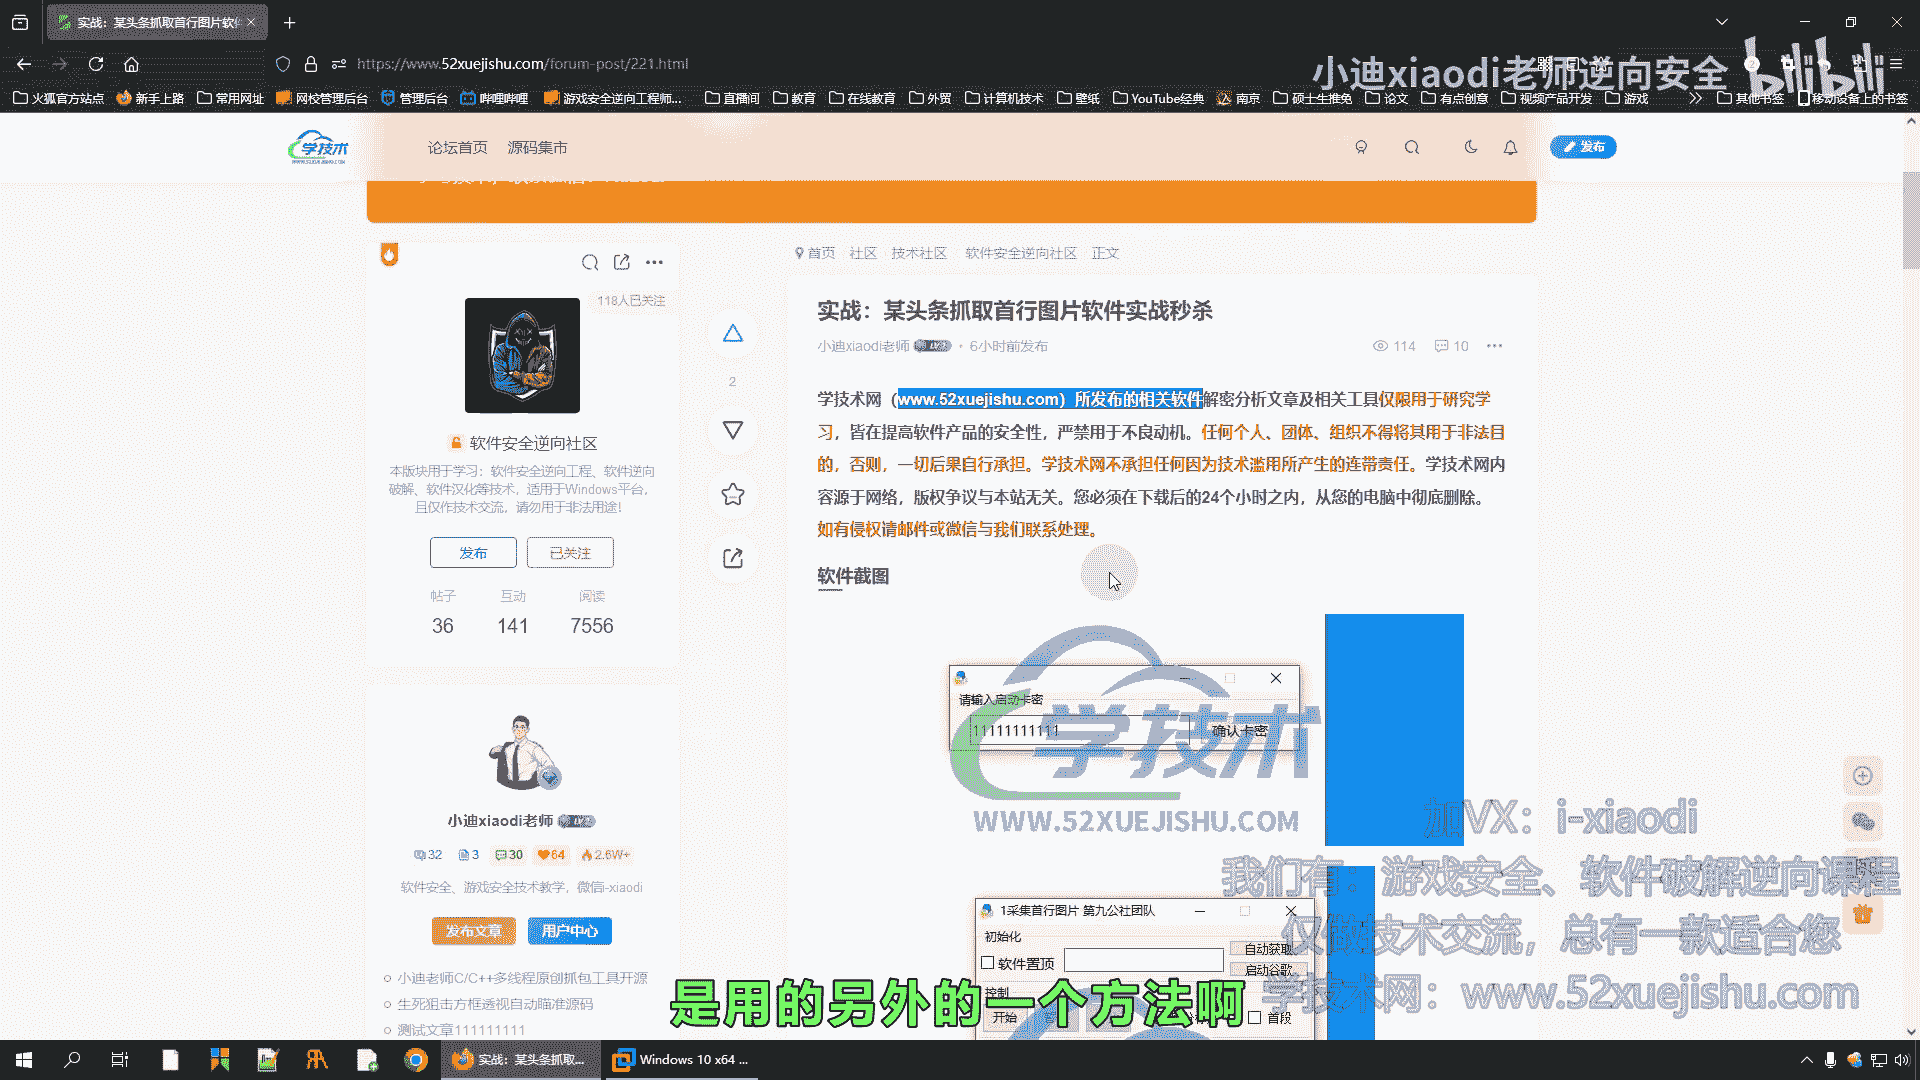 实战：某头条抓取首行图片软件
https://www.52xuejishu.com/forum-post/221.html
小迪xiaodi老师逆向安全
bilibili
火狐官方站点
新手上路
常用网址
网校管理后台
管理后台
哔哩哔哩
游戏安全逆向工程师...
直播间
教育
在线教育
外贸
计算机技术
壁纸
YouTube经典
南京
硕士生推免
论文
有点创意
视频产品开发
游戏
其他书签
移动设备上的书签
学技术
论坛首页
源码集市
发布
118人已关注
软件安全逆向社区
本版块用于学习：软件安全逆向工程、软件逆向
破解、软件汉化等技术，适用于Windows平台，
且仅作技术交流，请勿用于非法用途！
发布
已关注
帖子 互动 阅读
36 141 7556
小迪xiaodi老师
32 3 30 64 2.6W+
软件安全、游戏安全技术教学，微信i-xiaodi
发布文章
用户中心
小迪老师C/C++多线程原创抓包工具开源
生死狙击方框透视自动瞄准源码
测试文章111111111
2
首页 社区 技术社区 软件安全逆向社区 正文
实战：某头条抓取首行图片软件实战秒杀
小迪xiaodi老师 • 6小时前发布
114 10
学技术网（www.52xuejishu.com）所发布的相关软件解密分析文章及相关工具仅限用于研究学
习，皆在提高软件产品的安全性，严禁用于不良动机。任何个人、团体、组织不得将其用于非法目
的，否则，一切后果自行承担。学技术网不承担任何因为技术滥用所产生的连带责任。学技术网内
容源于网络，版权争议与本站无关。您必须在下载后的24个小时之内，从您的电脑中彻底删除。
如有侵权请邮件或微信与我们联系处理。
软件截图
请输入启动卡密
11111111111
确认卡密
学技术
WWW.52XUEJISHU.COM
1采集首行图片 第九公社团队
初始化
软件置顶
自动获取
启动谷歌
控制
开始
首段
加VX：i-xiaodi
我们有：游戏安全、软件破解逆向课程
仅做技术交流，总有一款适合您
学技术网：www.52xuejishu.com
是用的另外的一个方法啊
实战：某头条抓取...
Windows 10 x64 ...